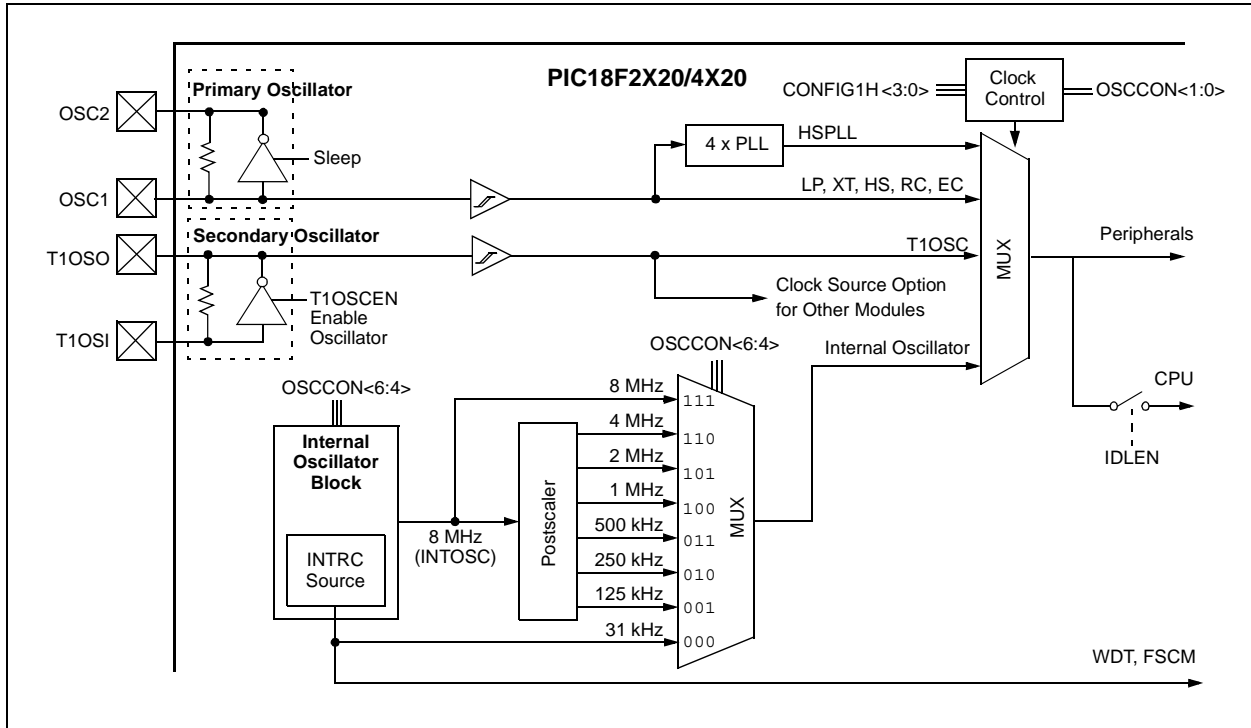 PIC18F2X20/4X20
Primary Oscillator
OSC2
Sleep
OSC1
CONFIG1H <3:0>
Clock
Control
OSCCON<1:0>
4 x PLL
HSPLL
LP, XT, HS, RC, EC
Secondary Oscillator
T1OSO
T1OSCEN
Enable
Oscillator
T1OSI
T1OSC
Clock Source Option
for Other Modules
MUX
Peripherals
Internal Oscillator
CPU
IDLEN
OSCCON<6:4>
OSCCON<6:4>
Internal
Oscillator
Block
INTRC
Source
8 MHz
(INTOSC)
Postscaler
8 MHz
111
4 MHz
110
2 MHz
101
1 MHz
100
500 kHz
011
250 kHz
010
125 kHz
001
31 kHz
000
MUX
WDT, FSCM